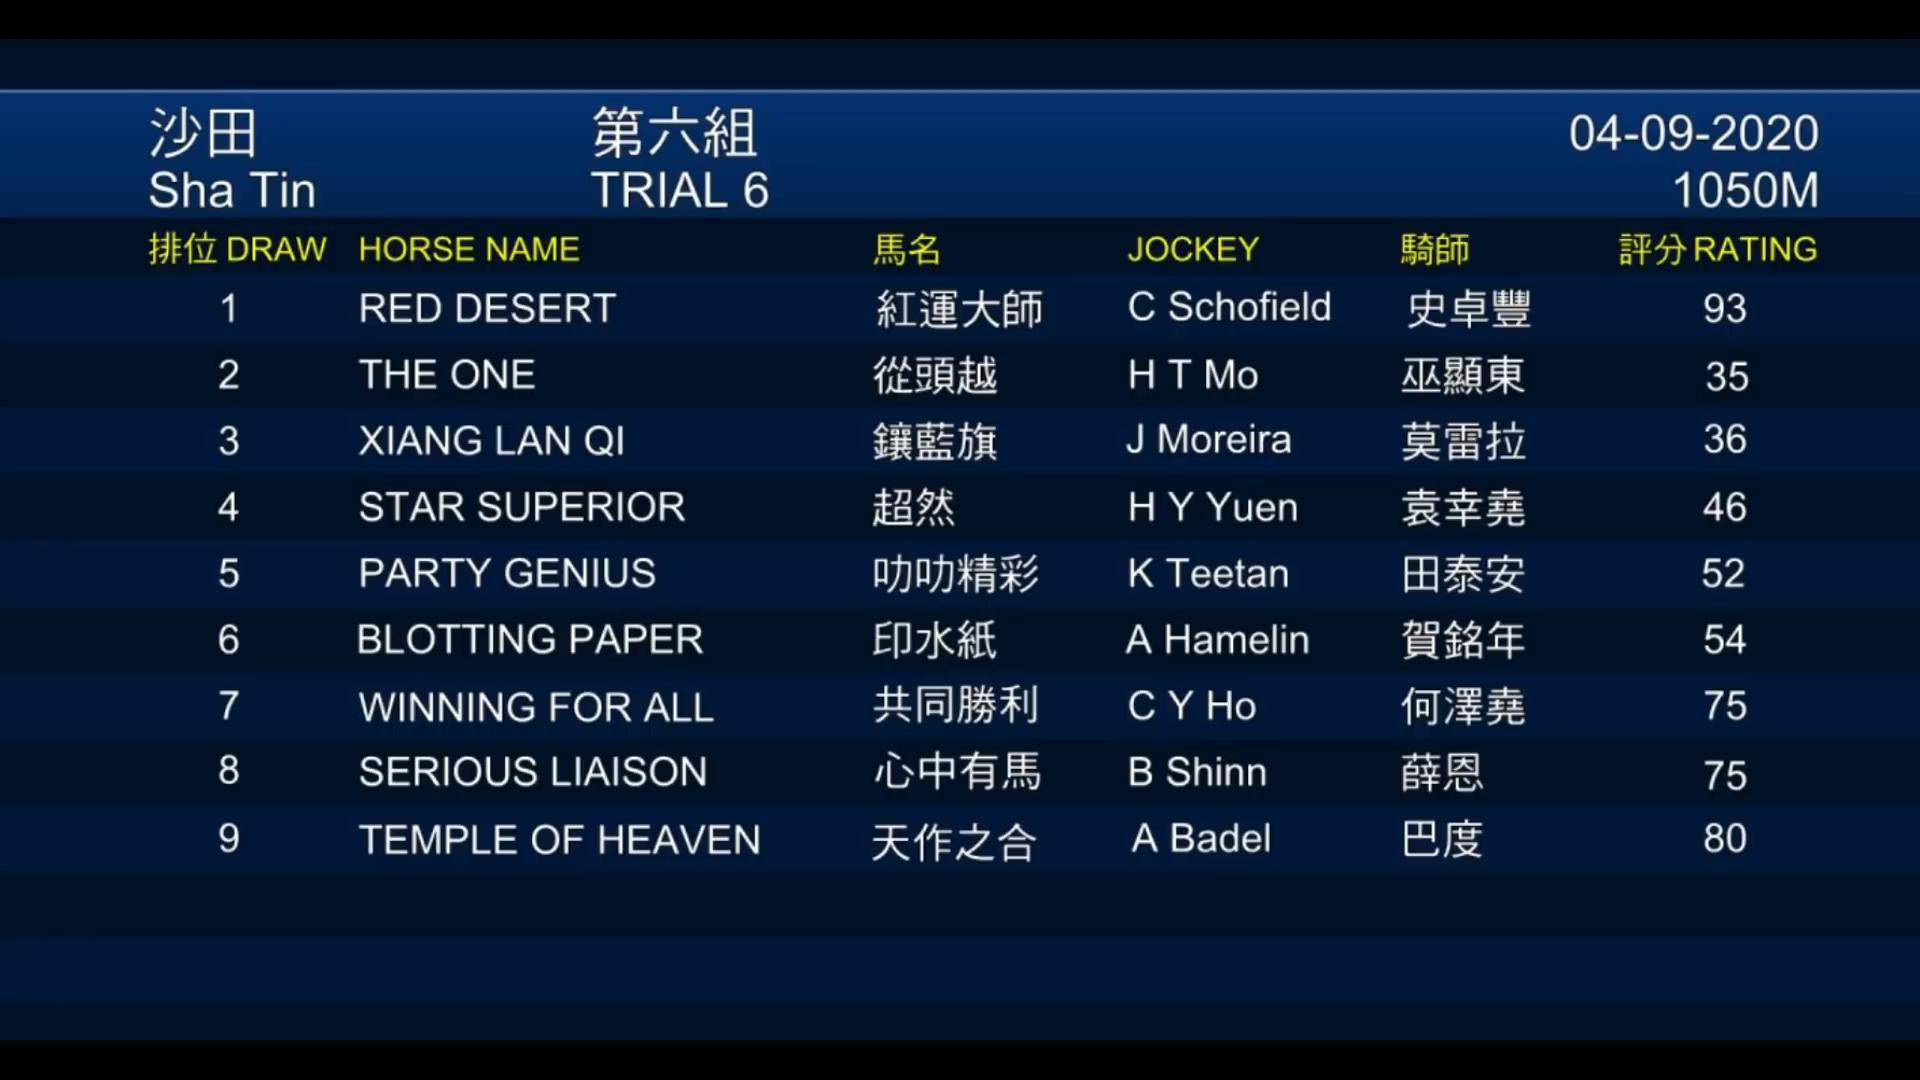 沙田 第六組 04-09-2020
Sha Tin TRIAL 6 1050M
排位 DRAW HORSE NAME 馬名 JOCKEY 騎師 評分 RATING
1 RED DESERT 紅運大師 C Schofield 史卓豐 93
2 THE ONE 從頭越 H T Mo 巫顯東 35
3 XIANG LAN QI 鑲藍旗 J Moreira 莫雷拉 36
4 STAR SUPERIOR 超然 H Y Yuen 袁幸堯 46
5 PARTY GENIUS 叻叻精彩 K Teetan 田泰安 52
6 BLOTTING PAPER 印水紙 A Hamelin 賀銘年 54
7 WINNING FOR ALL 共同勝利 C Y Ho 何澤堯 75
8 SERIOUS LIAISON 心中有馬 B Shinn 薛恩 75
9 TEMPLE OF HEAVEN 天作之合 A Badel 巴度 80